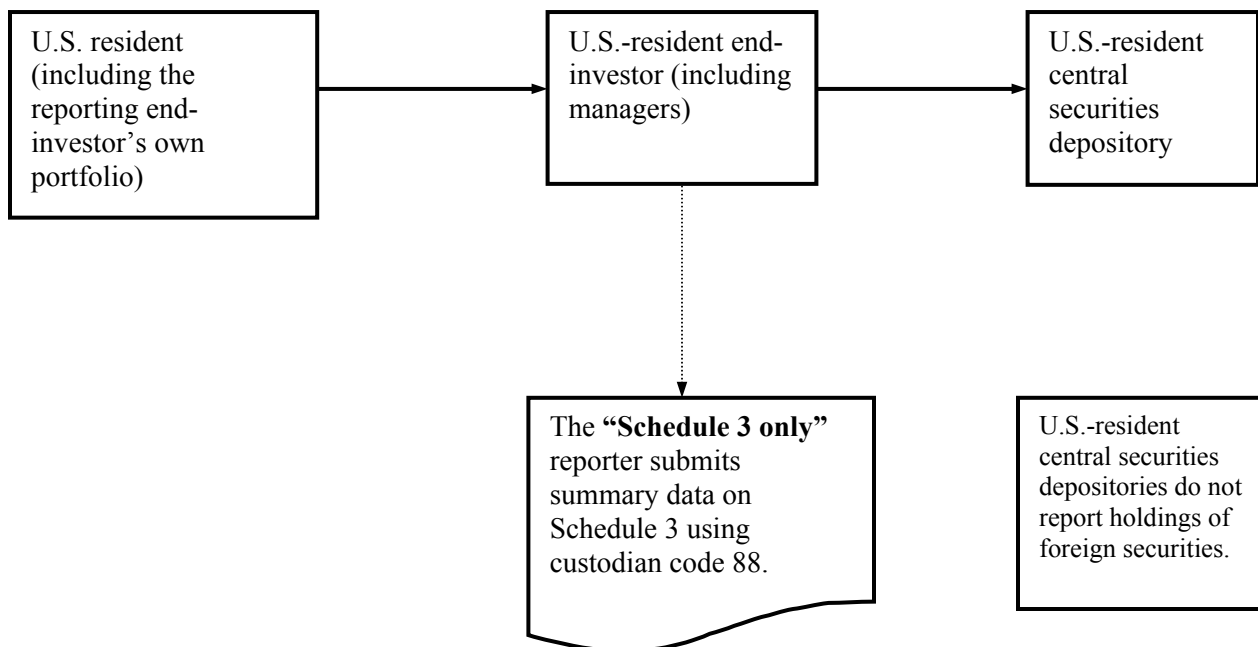 U.S. resident
(including the
reporting end-
investor’s own
portfolio)
U.S.-resident end-
investor (including
managers)
U.S.-resident
central
securities
depository
The “Schedule 3 only”
reporter submits
summary data on
Schedule 3 using
custodian code 88.
U.S.-resident
central securities
depositories do not
report holdings of
foreign securities.